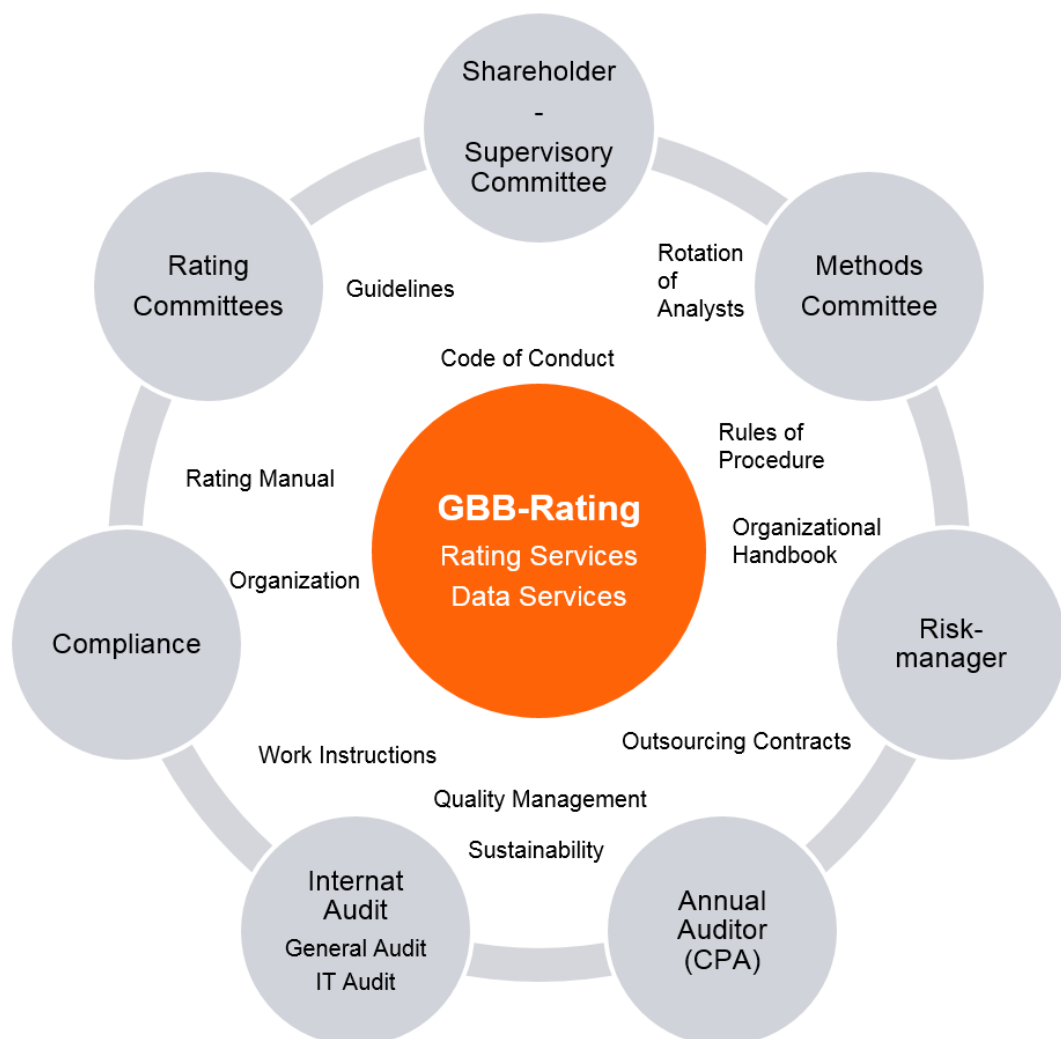 Shareholder
-
Supervisory
Committee
Rating
Committees
Guidelines
Rotation
of
Analysts
Methods
Committee
Code of Conduct
Rules of
Procedure
Rating Manual
GBB-Rating
Rating Services
Data Services
Organizational
Handbook
Organization
Compliance
Risk-
manager
Work Instructions
Outsourcing Contracts
Quality Management
Sustainability
Internat
Audit
General Audit
IT Audit
Annual
Auditor
(CPA)